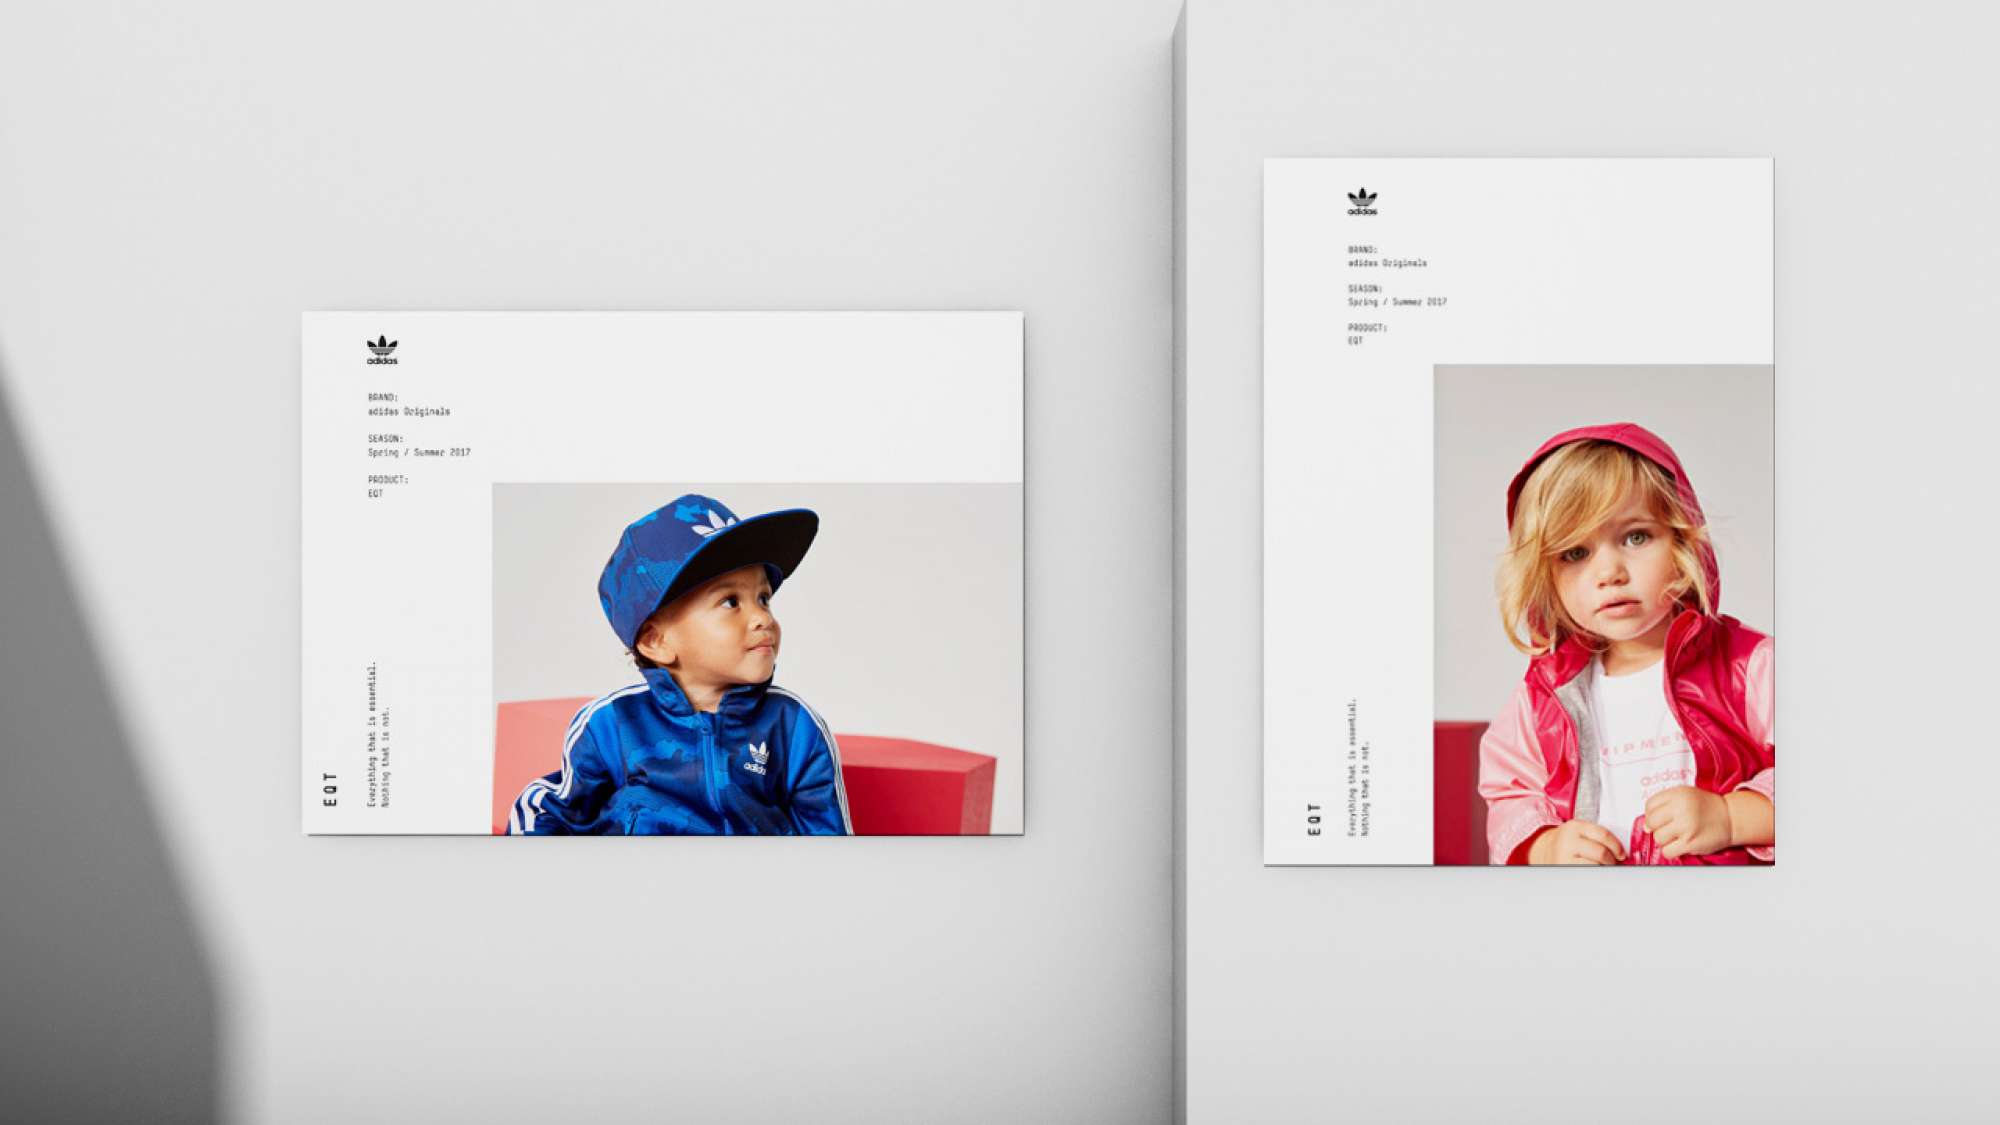 adidas
BRAND:
adidas Originals
SEASON:
Spring / Summer 2017
PRODUCT:
EQT
EQT
Everything that is essential.
Nothing that is not.
adidas
adidas
BRAND:
adidas Originals
SEASON:
Spring / Summer 2017
PRODUCT:
EQT
EQT
Everything that is essential.
Nothing that is not.
IPMEN
adidas